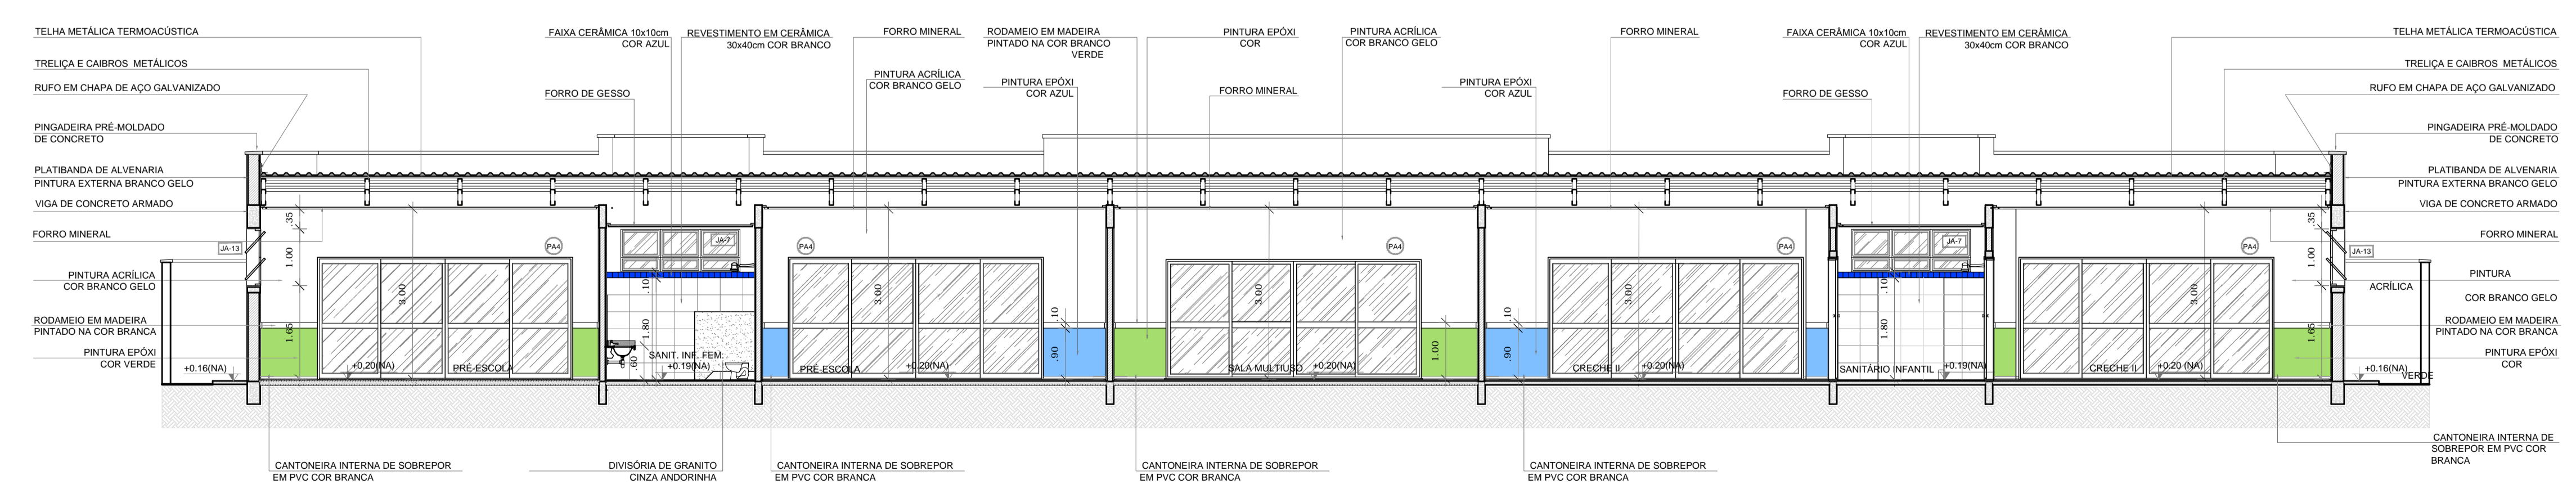 TELHA METÁLICA TERMOACÚSTICA
TRELIÇA E CAIBROS METÁLICOS
RUFO EM CHAPA DE AÇO GALVANIZADO
PINGADEIRA PRÉ-MOLDADO
DE CONCRETO
PLATIBANDA DE ALVENARIA
PINTURA EXTERNA BRANCO GELO
VIGA DE CONCRETO ARMADO
FORRO MINERAL
PINTURA ACRÍLICA
COR BRANCO GELO
RODAMEIO EM MADEIRA
PINTADO NA COR BRANCA
PINTURA EPÓXI
COR VERDE
FAIXA CERÂMICA 10x10cm
COR AZUL
REVESTIMENTO EM CERÂMICA
30x40cm COR BRANCO
FORRO DE GESSO
FORRO MINERAL
PINTURA ACRÍLICA
COR BRANCO GELO
RODAMEIO EM MADEIRA
PINTADO NA COR BRANCO
VERDE
PINTURA EPÓXI
COR AZUL
PINTURA EPÓXI
COR
FORRO MINERAL
PINTURA ACRÍLICA
COR BRANCO GELO
PINTURA EPÓXI
COR AZUL
FORRO MINERAL
FAIXA CERÂMICA 10x10cm
COR AZUL
REVESTIMENTO EM CERÂMICA
30x40cm COR BRANCO
FORRO DE GESSO
TELHA METÁLICA TERMOACÚSTICA
TRELIÇA E CAIBROS METÁLICOS
RUFO EM CHAPA DE AÇO GALVANIZADO
PINGADEIRA PRÉ-MOLDADO
DE CONCRETO
PLATIBANDA DE ALVENARIA
PINTURA EXTERNA BRANCO GELO
VIGA DE CONCRETO ARMADO
FORRO MINERAL
PINTURA
ACRÍLICA
COR BRANCO GELO
RODAMEIO EM MADEIRA
PINTADO NA COR BRANCA
PINTURA EPÓXI
COR
VERDE
JA-13
.35
1.00
1.65
3.00
PA4
+0.16(NA)
+0.20(NA)
PRÉ-ESCOLA
JA-7
.10
1.80
.60
SANIT. INF. FEM.
+0.19(NA)
PA4
3.00
PRÉ-ESCOLA
+0.20(NA)
.10
.90
3.00
PA4
SALA MULTIUSO
+0.20(NA)
1.00
.10
.90
3.00
PA4
CRECHE II
+0.20(NA)
JA-7
.10
1.80
SANITÁRIO INFANTIL
+0.19(NA)
PA4
3.00
CRECHE II
+0.20 (NA)
.35
1.00
1.65
JA-13
+0.16(NA)
CANTONEIRA INTERNA DE SOBREPOR
EM PVC COR BRANCA
DIVISÓRIA DE GRANITO
CINZA ANDORINHA
CANTONEIRA INTERNA DE SOBREPOR
EM PVC COR BRANCA
CANTONEIRA INTERNA DE SOBREPOR
EM PVC COR BRANCA
CANTONEIRA INTERNA DE SOBREPOR
EM PVC COR BRANCA
CANTONEIRA INTERNA DE
SOBREPOR EM PVC COR
BRANCA